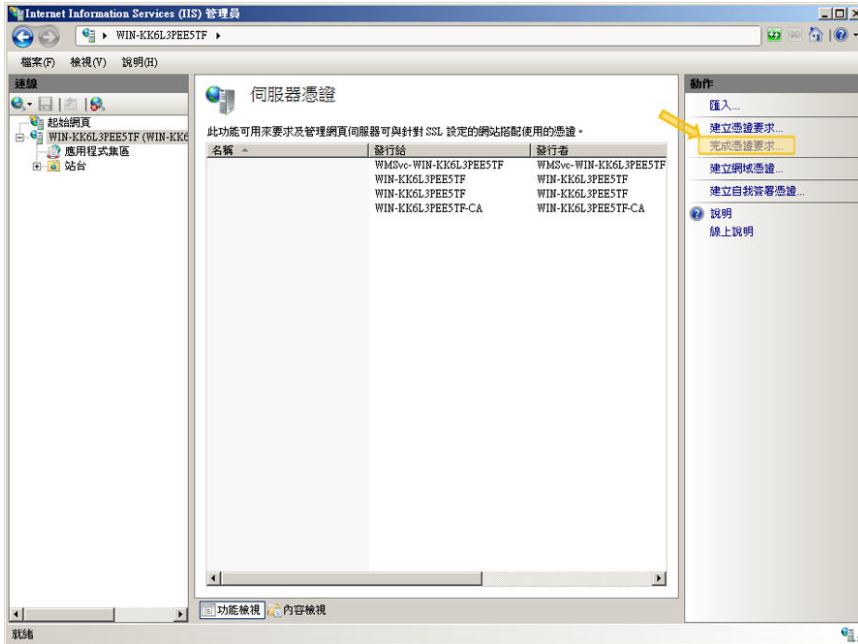 Internet Information Services (IIS) 管理員
WIN-KK6L3PEE5TF
檔案(F) 檢視(V) 說明(H)
連線
起始網頁
WIN-KK6L3PEE5TF (WIN-KK6
應用程式集區
站台
伺服器憑證
此功能可用來要求及管理網頁伺服器可與針對 SSL 設定的網站搭配使用的憑證。
名稱 發行給 發行者
WMSvc-WIN-KK6L3PEE5TF WMSvc-WIN-KK6L3PEE5TF
WIN-KK6L3PEE5TF WIN-KK6L3PEE5TF
WIN-KK6L3PEE5TF WIN-KK6L3PEE5TF
WIN-KK6L3PEE5TF-CA WIN-KK6L3PEE5TF-CA
功能檢視 內容檢視
動作
匯入...
建立憑證要求...
完成憑證要求...
建立網域憑證...
建立自我簽署憑證...
說明
線上說明
就緒